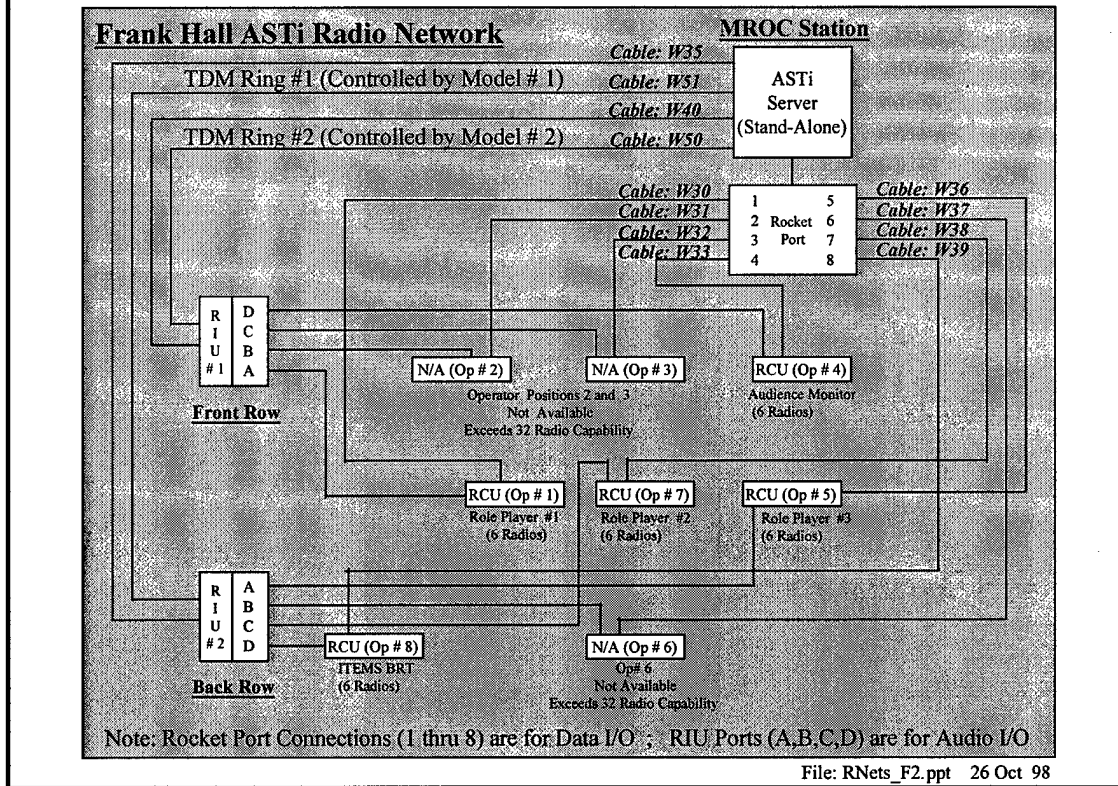 Frank Hall ASTi Radio Network
MROC Station
Cable: W35
TDM Ring #1 (Controlled by Model # 1)
Cable: W51
Cable: W40
TDM Ring #2 (Controlled by Model # 2)
Cable: W50
ASTi
Server
(Stand-Alone)
Cable: W30
Cable: W31
Cable: W32
Cable: W33
1 5
2 Rocket 6
3 Port 7
4 8
Cable: W36
Cable: W37
Cable: W38
Cable: W39
R
I
U
# 1
D
C
B
A
Front Row
N/A (Op # 2)
N/A (Op # 3)
Operator Positions 2 and 3
Not Available
Exceeds 32 Radio Capability
RCU (Op # 4)
Audience Monitor
(6 Radios)
RCU (Op # 1)
Role Player #1
(6 Radios)
RCU (Op # 7)
Role Player #2
(6 Radios)
RCU (Op # 5)
Role Player #3
(6 Radios)
R
I
U
# 2
A
B
C
D
Back Row
RCU (Op # 8)
ITEMS BRT
(6 Radios)
N/A (Op # 6)
Op# 6
Not Available
Exceeds 32 Radio Capability
Note: Rocket Port Connections (1 thru 8) are for Data I/O ; RIU Ports (A,B,C,D) are for Audio I/O
File: RNets_F2.ppt 26 Oct 98